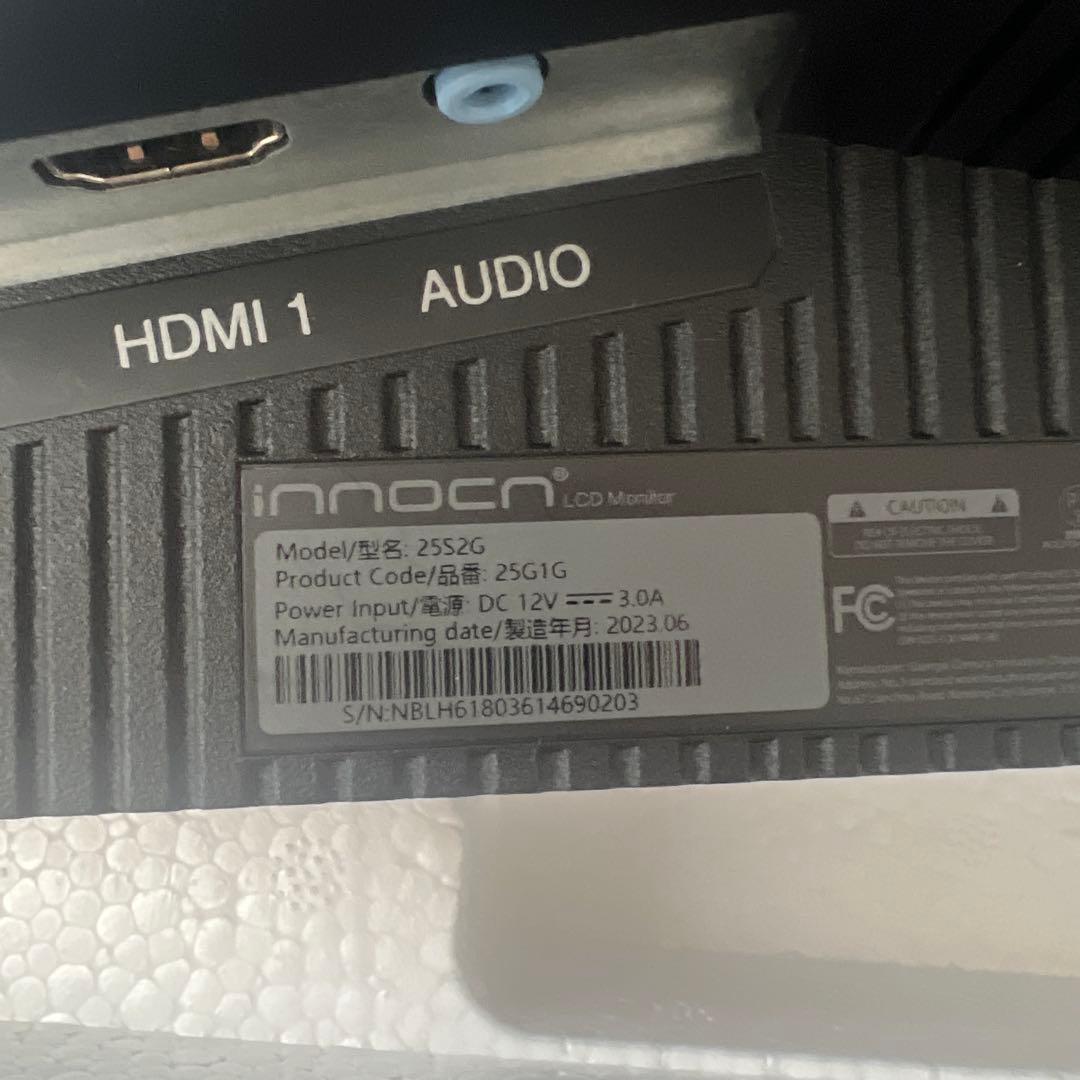 HDMI 1 AUDIO
innocn® LCD Monitor
Model/型名: 25S2G
Product Code/品番: 25G1G
Power Input/電源: DC 12V 3.0A
Manufacturing date/製造年月: 2023.06
S/N:NBLH61803614690203
CAUTION
FC